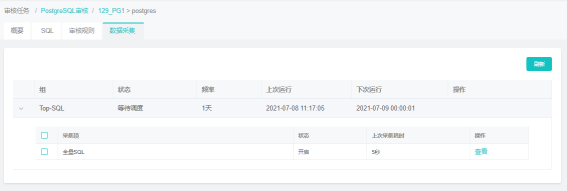 审核任务 / PostgreSQL审核 / 129_PG1 > postgres
概要 SQL 审核规则 数据采集
刷新
组 状态 频率 上次运行 下次运行 操作
Top-SQL 等待调度 1天 2021-07-08 11:17:05 2021-07-09 00:00:01
采集项 状态 上次采集耗时 操作
全量SQL 开启 5秒 查看